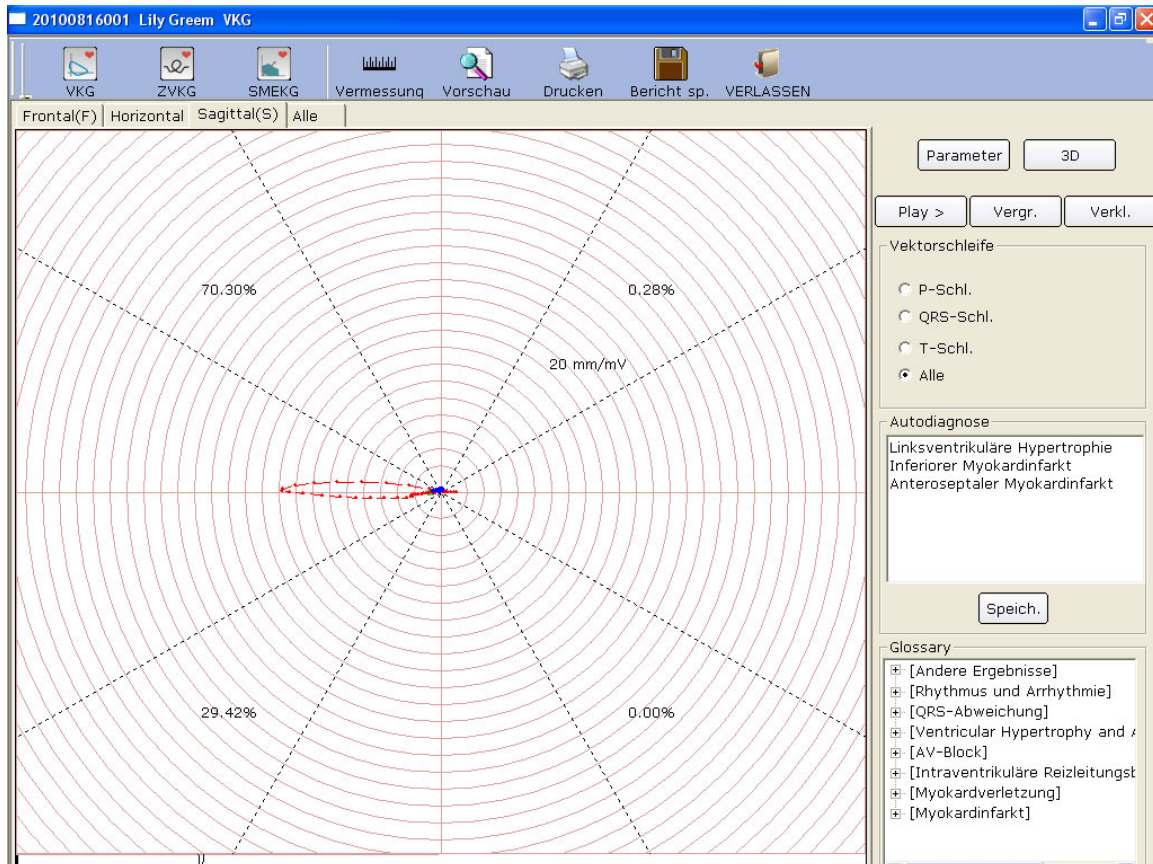 20100816001 Lily Greem VKG
VKG ZVKG SMEKG Vermessung Vorschau Drucken Bericht sp. VERLASSEN
Frontal(F) Horizontal Sagittal(S) Alle
Parameter 3D
Play > Vergr. Verkl.
Vektorschleife
P-Schl.
QRS-Schl.
T-Schl.
Alle
70.30% 0.28%
20 mm/mV
29.42% 0.00%
Autodiagnose
Linksventrikuläre Hypertrophie
Inferiorer Myokardinfarkt
Anteroseptaler Myokardinfarkt
Speich.
Glossary
[Andere Ergebnisse]
[Rhythmus und Arrhythmie]
[QRS-Abweichung]
[Ventricular Hypertrophy and
[AV-Block]
[Intraventrikuläre Reizleitungsb
[Myokardverletzung]
[Myokardinfarkt]